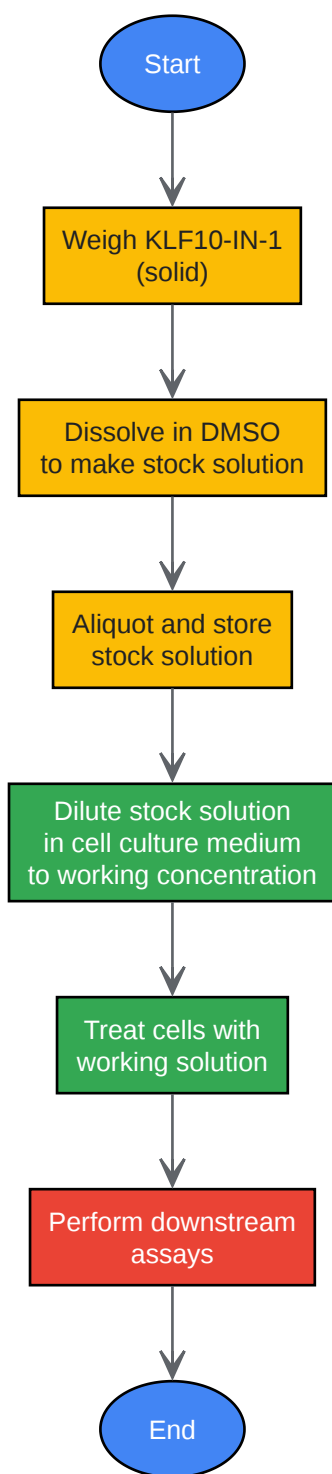 Start
Weigh KLF10-IN-1
(solid)
Dissolve in DMSO
to make stock solution
Aliquot and store
stock solution
Dilute stock solution
in cell culture medium
to working concentration
Treat cells with
working solution
Perform downstream
assays
End